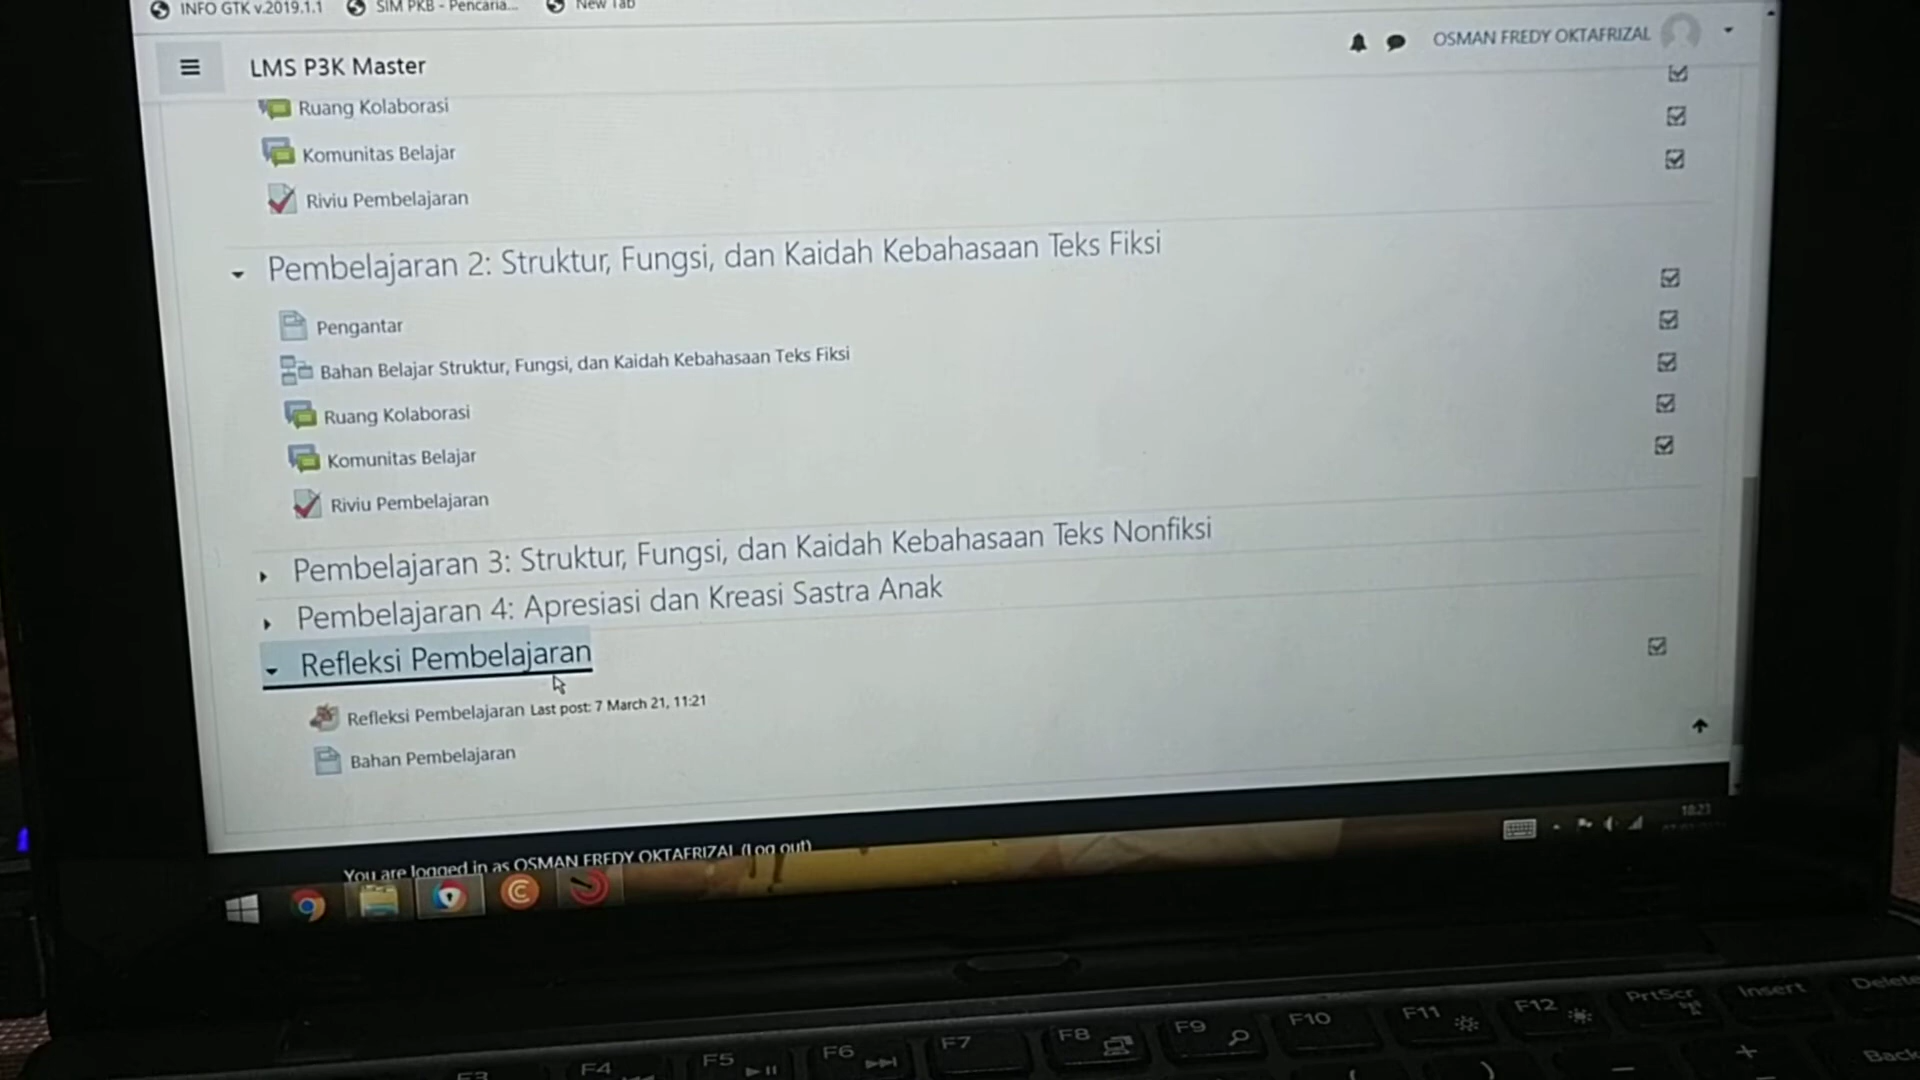 INFO GTK v.2019.1.1 SIM PKB - Pencaria... New Tab
LMS P3K Master OSMAN FREDY OKTAFRIZAL
Ruang Kolaborasi
Komunitas Belajar
Riviu Pembelajaran
Pembelajaran 2: Struktur, Fungsi, dan Kaidah Kebahasaan Teks Fiksi
Pengantar
Bahan Belajar Struktur, Fungsi, dan Kaidah Kebahasaan Teks Fiksi
Ruang Kolaborasi
Komunitas Belajar
Riviu Pembelajaran
Pembelajaran 3: Struktur, Fungsi, dan Kaidah Kebahasaan Teks Nonfiksi
Pembelajaran 4: Apresiasi dan Kreasi Sastra Anak
Refleksi Pembelajaran
Refleksi Pembelajaran Last post: 7 March 21, 11:21
Bahan Pembelajaran
You are logged in as OSMAN FREDY OKTAFRIZAL (Log out)
F3 F4 F5 F6 F7 F8 F9 F10 F11 F12 PrtScr Insert Delete
Back